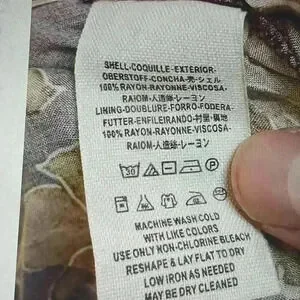 SHELL-COQUILLE-EXTERIOR-
OBERSTOFF-CONCHA-壳-シェル
100% RAYON-RAYONNE-VISCOSA-
RAIOM-人造絲-レーヨン
LINING-DOUBLURE-FORRO-FODERA-
FUTTER-ENFILEIRANDO-村里-裏地
100% RAYON-RAYONNE-VISCOSA-
RAIOM-人造絲-レーヨン
30
P
MACHINE WASH COLD
WITH LIKE COLORS
USE ONLY NON-CHLORINE BLEACH
RESHAPE & LAY FLAT TO DRY
LOW IRON AS NEEDED
MAY BE DRY CLEANED